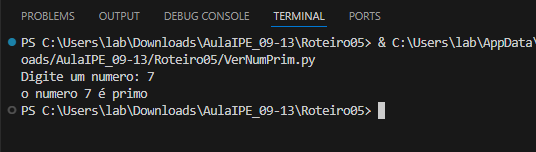 PROBLEMS OUTPUT DEBUG CONSOLE TERMINAL PORTS
PS C:\Users\lab\Downloads\AulaIPE_09-13\Roteiro05> & C:\Users\lab\AppData\
oads/AulaIPE_09-13/Roteiro05/VerNumPrim.py
Digite um numero: 7
o numero 7 é primo
PS C:\Users\lab\Downloads\AulaIPE_09-13\Roteiro05>